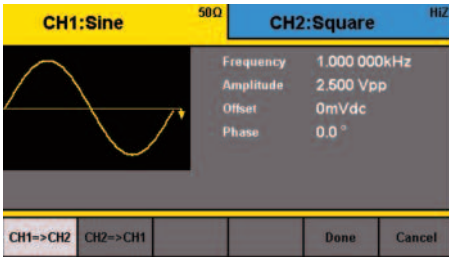 CH1:Sine 50Ω CH2:Square HiZ
Frequency 1.000 000kHz
Amplitude 2.500 Vpp
Offset 0mVdc
Phase 0.0 °
CH1=>CH2 CH2=>CH1 Done Cancel